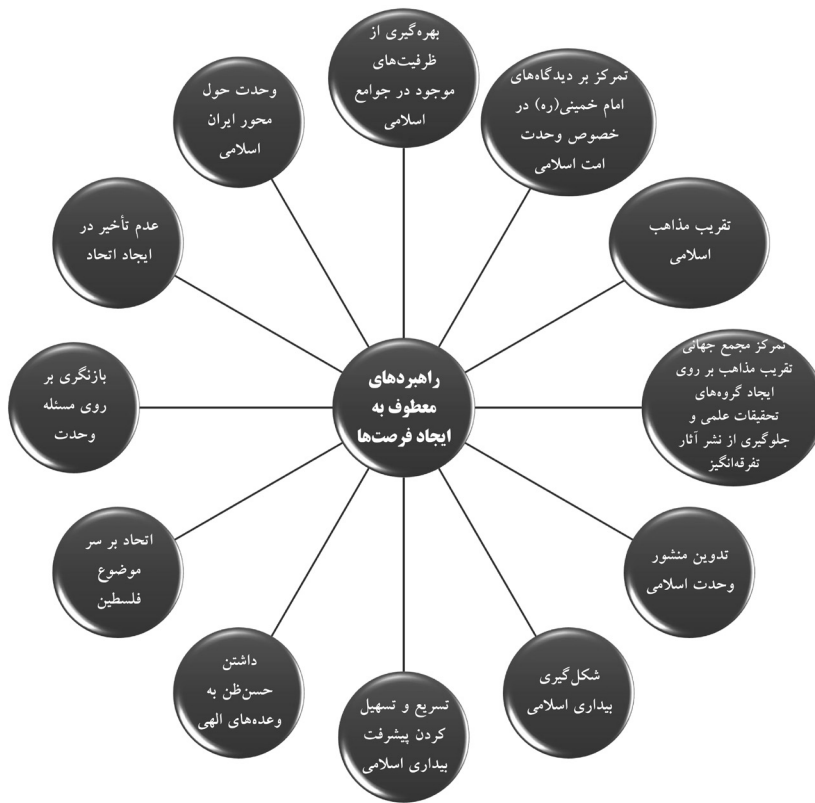 راهبردهای
معطوف به
ایجاد فرصت‌ها
بهره‌گیری از
ظرفیت‌های
موجود در جوامع
اسلامی
تمرکز بر دیدگاه‌های
امام خمینی(ره) در
خصوص وحدت
امت اسلامی
تقریب مذاهب
اسلامی
تمرکز مجمع جهانی
تقریب مذاهب بر روی
ایجاد گروه‌های
تحقیقات علمی و
جلوگیری از نشر آثار
تفرقه‌انگیز
تدوین منشور
وحدت اسلامی
شکل‌گیری
بیداری اسلامی
تسریع و تسهیل
کردن پیشرفت
بیداری اسلامی
داشتن
حسن‌ظن به
وعده‌های الهی
اتحاد بر سر
موضوع
فلسطین
بازنگری بر
روی مسئله
وحدت
عدم تأخیر در
ایجاد اتحاد
وحدت حول
محور ایران
اسلامی